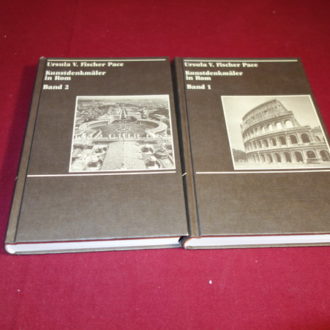 Ursula V. Fischer Pace
Kunstdenkmäler
in Rom
Band 2
Ursula V. Fischer Pace
Kunstdenkmäler
in Rom
Band 1